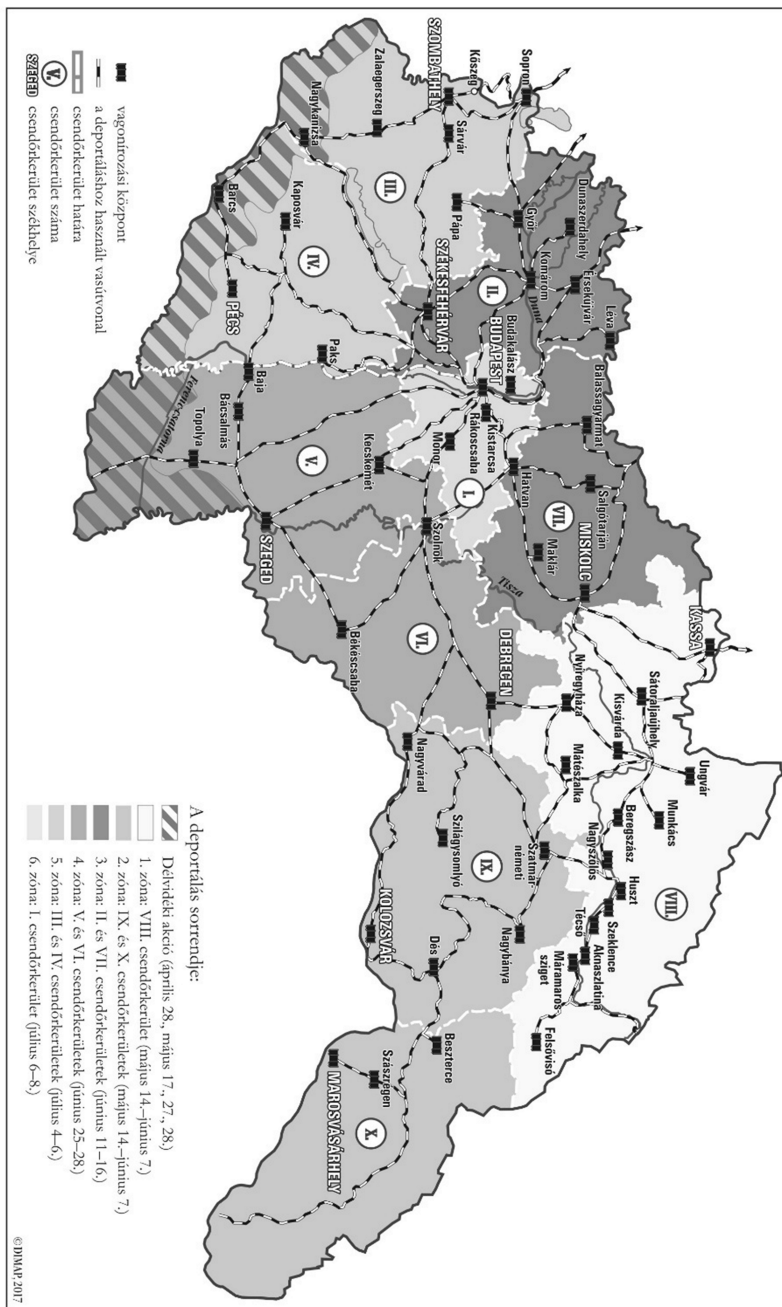 Sopron
Kőszeg
SZOMBATHELY
Sárvár
Zalaegerszeg
Nagykanizsa
III.
Pápa
Kaposvár
Barcs
PÉCS
IV.
Dunaszerdahely
Győr
Komárom
Érsekújvár
Léva
Duna
II.
SZÉKESFEHÉRVÁR
Budakalász
BUDAPEST
Paks
Baja
Bácsalmás
Topolya
Ferenc-csatorna
V.
Kecskemét
SZEGED
Monor
Rákoscsaba
Kistarcsa
I.
Balassagyarmat
Salgótarján
Hatvan
VII.
Maklár
MISKOLC
Szolnok
Tisza
Békéscsaba
VI.
DEBRECEN
KASSA
Sátoraljaújhely
Kisvárda
Nyíregyháza
Mátészalka
Ungvár
Munkács
Beregszász
Nagyszőlős
Huszt
Szeklence
Técső
Aknaszlatina
Máramaros
sziget
Felsővisó
VIII.
Nagyvárad
Szilágysomlyó
Szatmár
németi
Nagybánya
IX.
KOLOZSVÁR
Dés
Beszterce
Szászrégen
MAROSVÁSÁRHELY
X.
vagonírozási központ
a deportáláshoz használt vasútvonal
csendőrkerület határa
V.
csendőrkerület száma
SZEGED
csendőrkerület székhelye
A deportálás sorrendje:
Délvidéki akció (április 28., május 17., 27., 28.)
1. zóna: VIII. csendőrkerület (május 14.–június 7.)
2. zóna: IX. és X. csendőrkerületek (május 14.–június 7.)
3. zóna: II. és VII. csendőrkerületek (június 11–16.)
4. zóna: V. és VI. csendőrkerületek (június 25–28.)
5. zóna: III. és IV. csendőrkerületek (július 4–6.)
6. zóna: I. csendőrkerület (július 6–8.)
© DIMAP, 2017